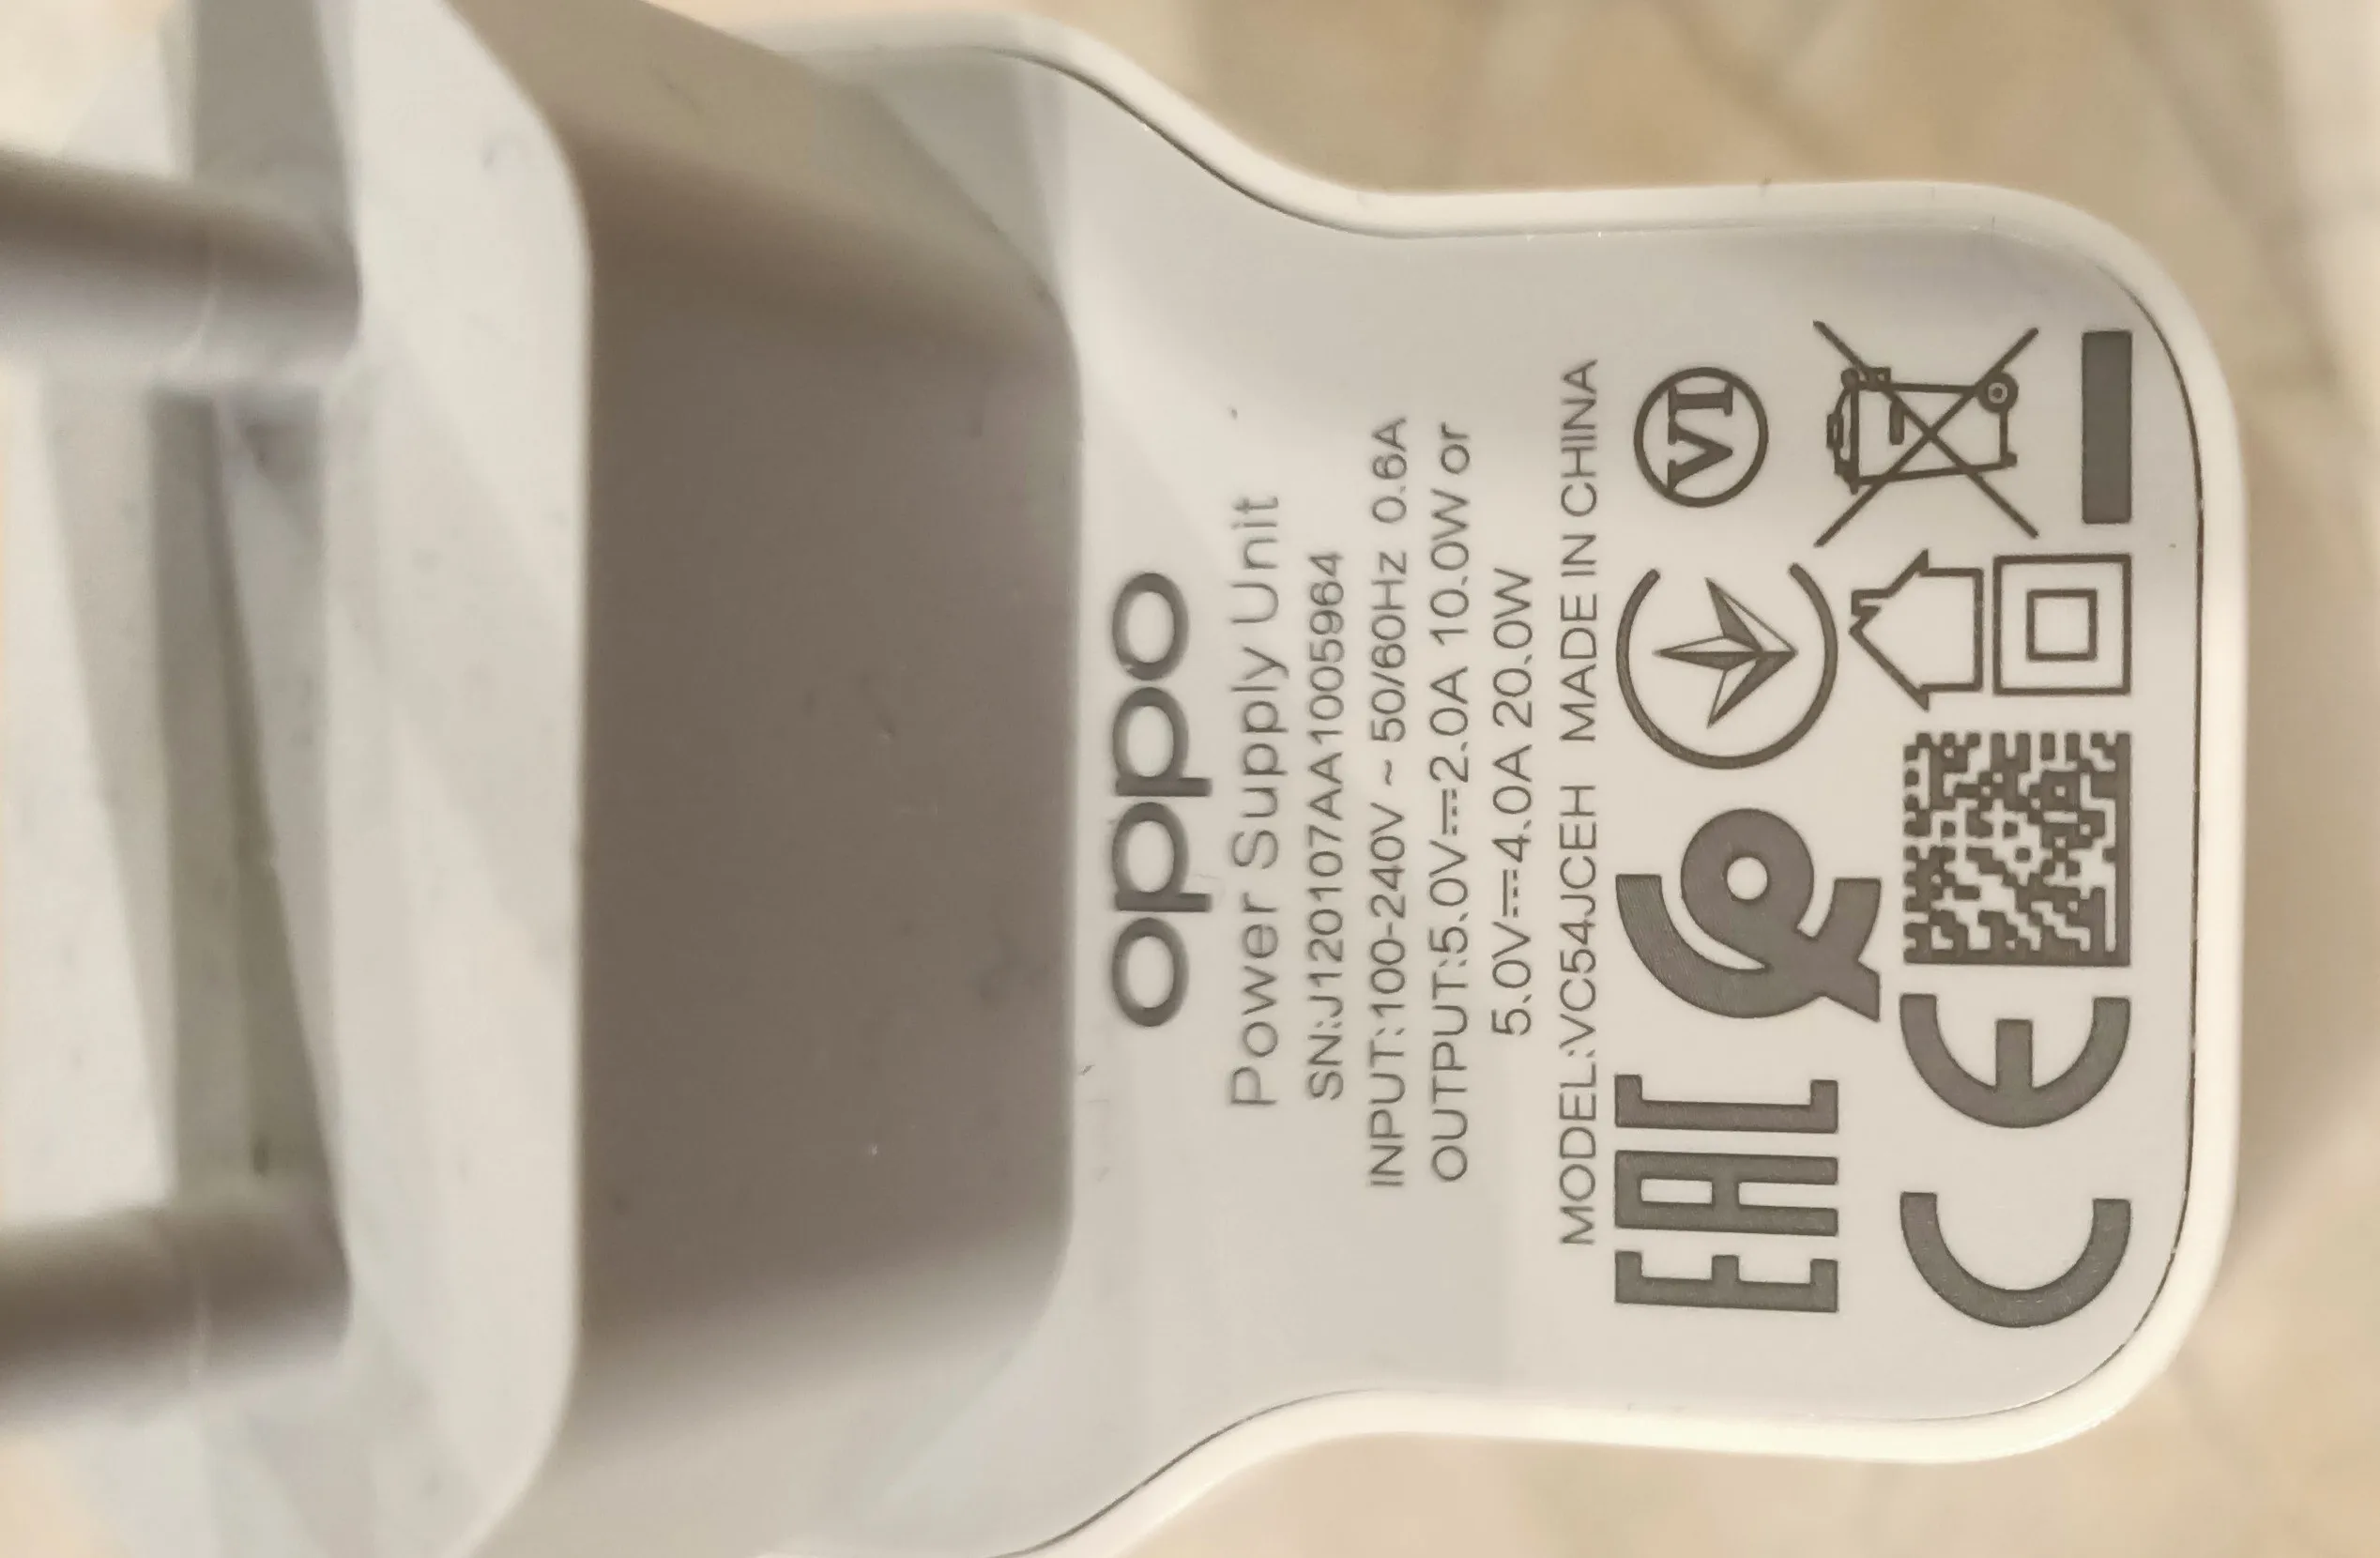 oppo
Power Supply Unit
SN:J120107AA1005964
INPUT:100-240V ~ 50/60Hz 0.6A
OUTPUT:5.0V⎓2.0A 10.0W or
5.0V⎓4.0A 20.0W
MODEL:VC54JCEH MADE IN CHINA
EAC VI
CE